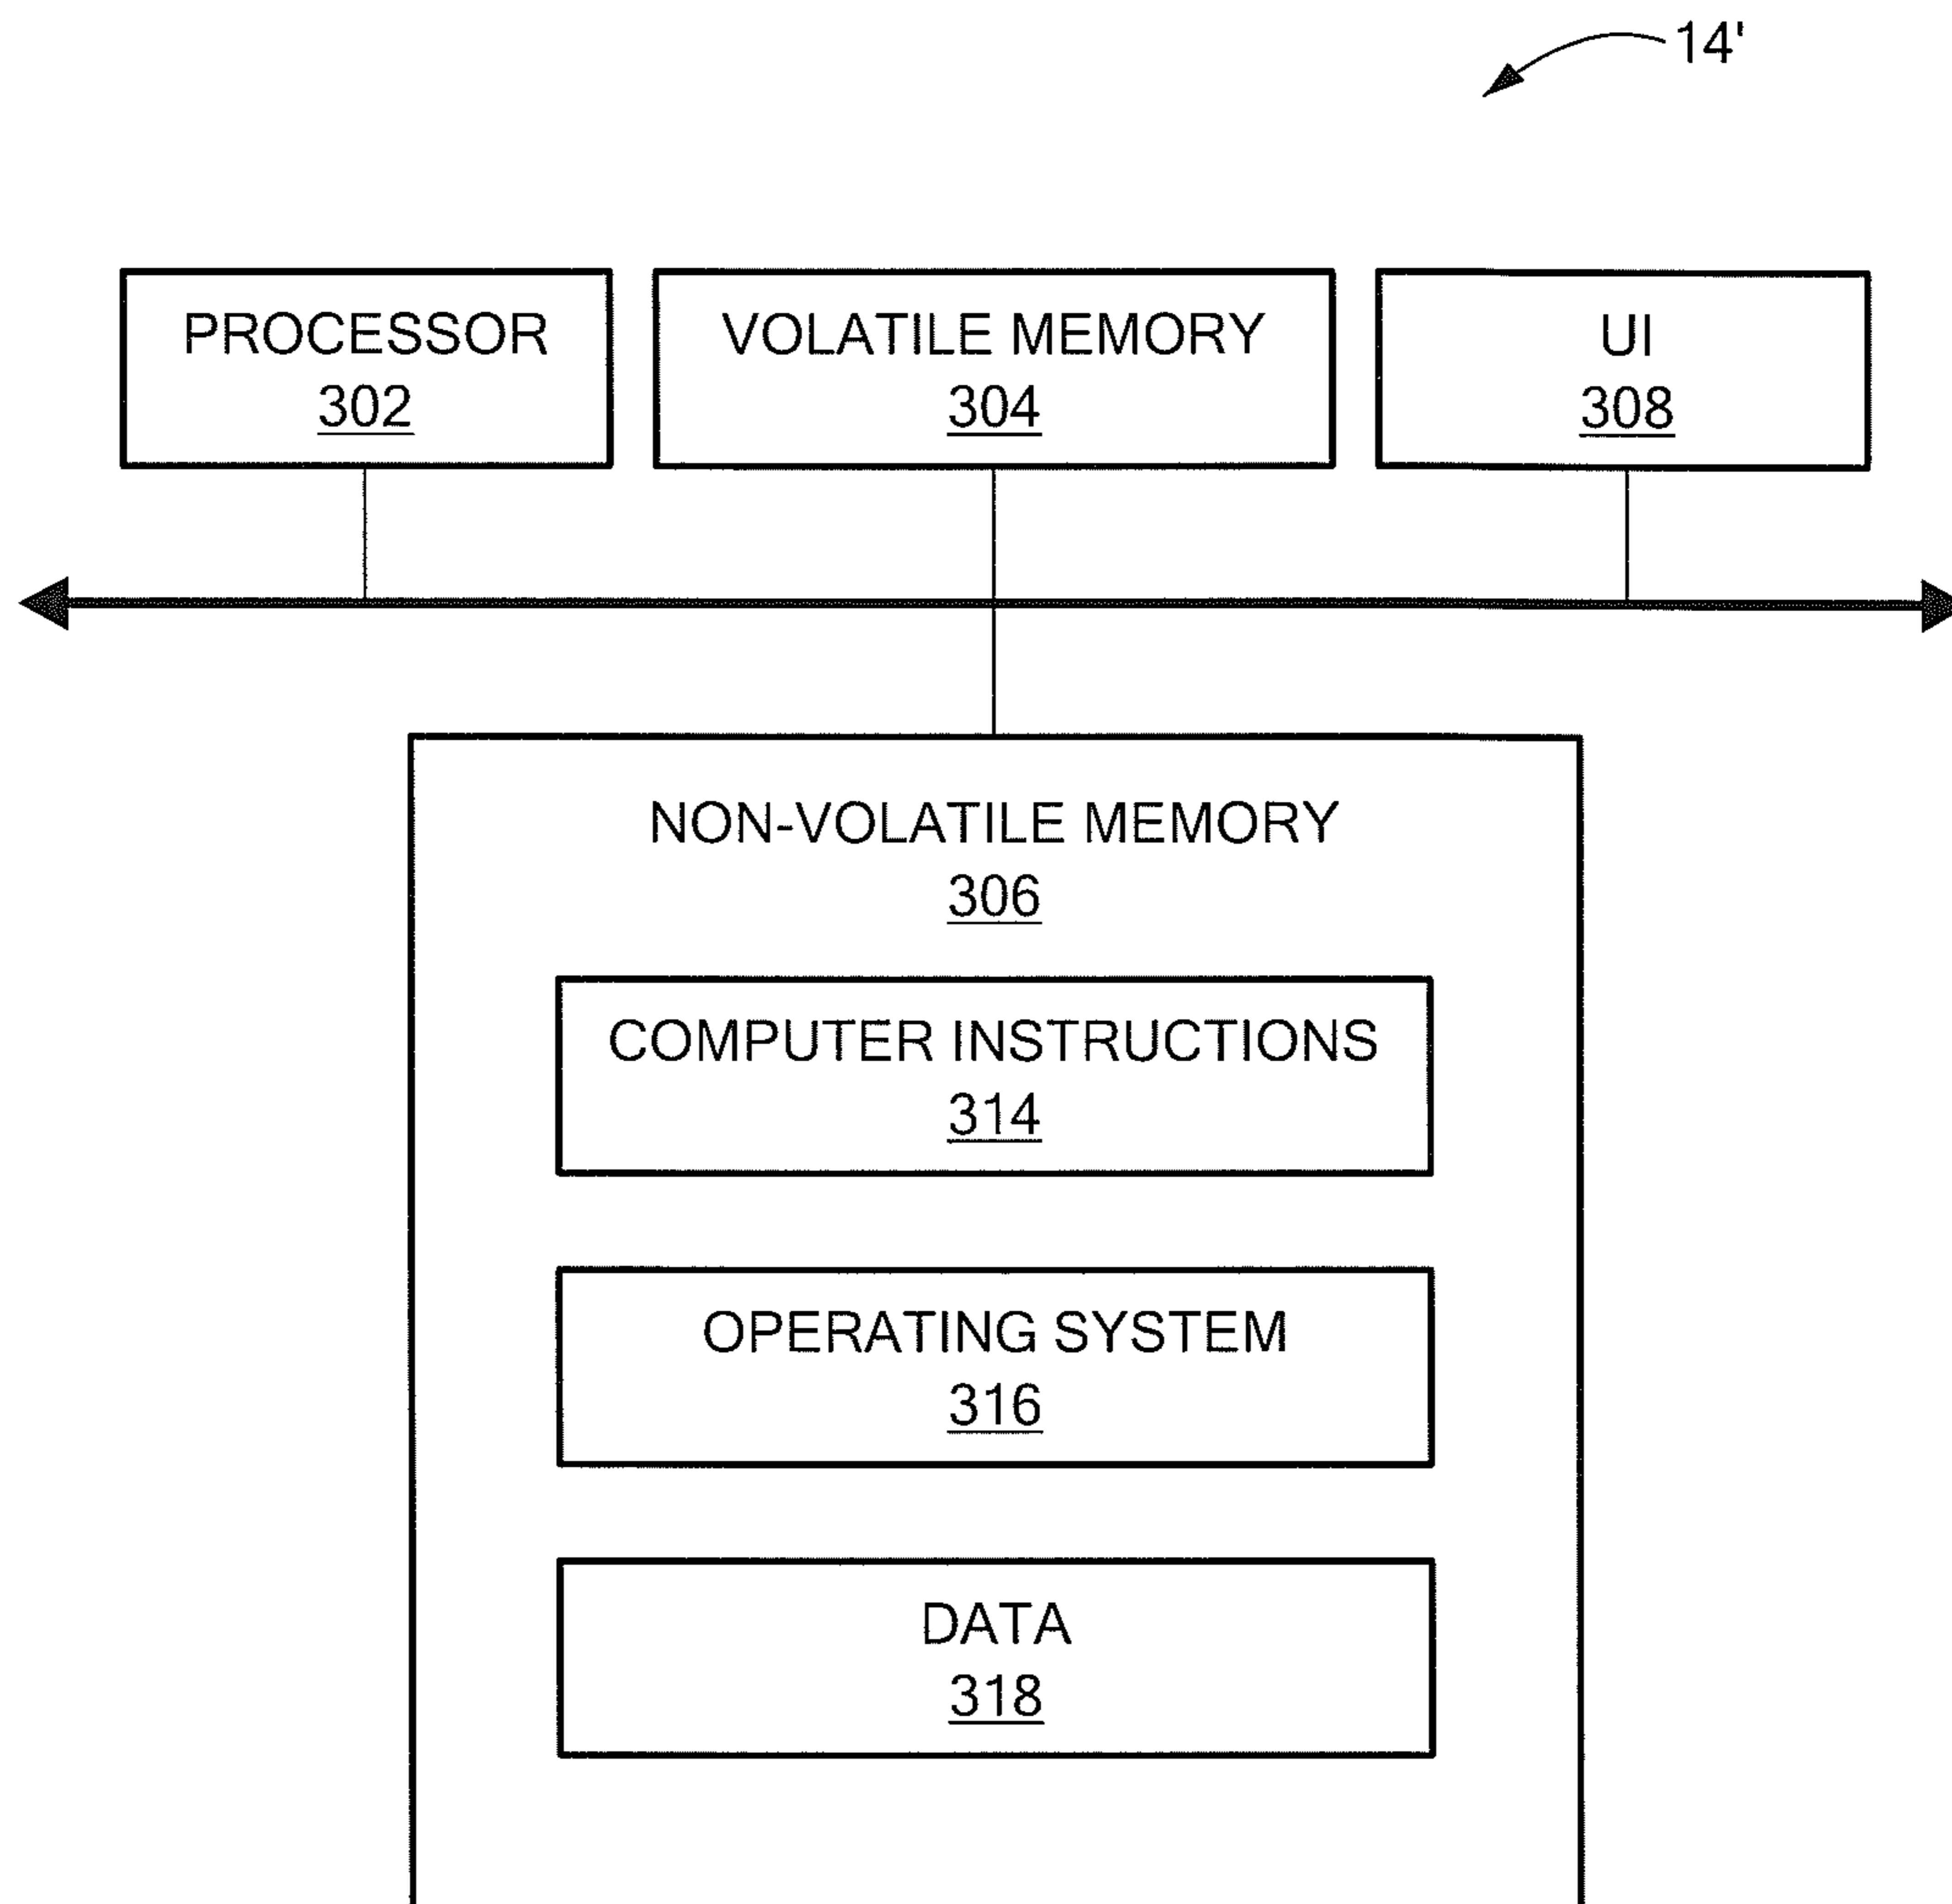 14'
PROCESSOR
302
VOLATILE MEMORY
304
UI
308
NON-VOLATILE MEMORY
306
COMPUTER INSTRUCTIONS
314
OPERATING SYSTEM
316
DATA
318